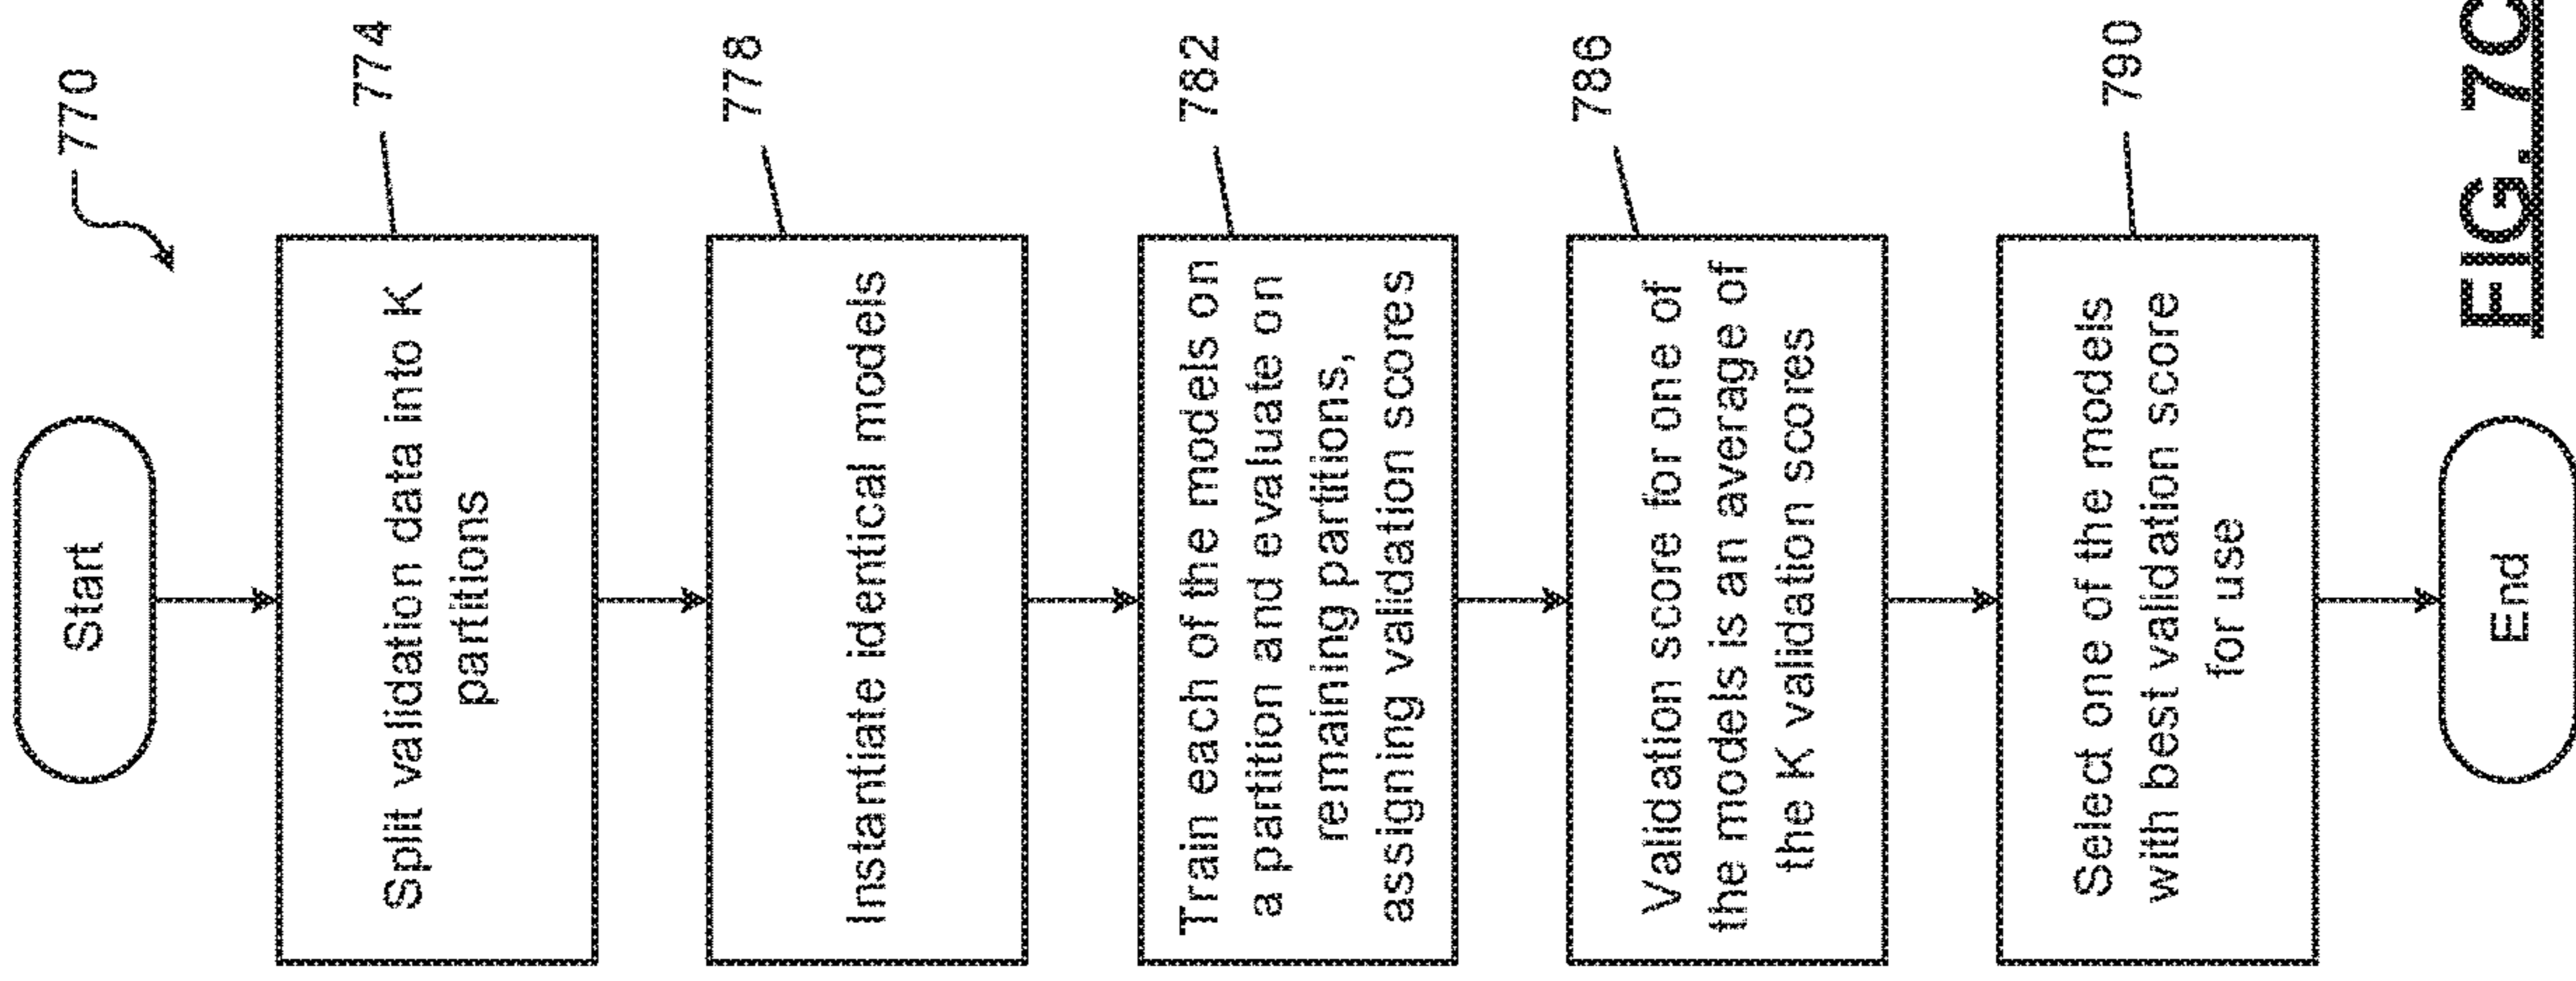 770
Start
774
Split validation data into K
partitions
778
Instantiate identical models
782
Train each of the models on
a partition and evaluate on
remaining partitions,
assigning validation scores
786
Validation score for one of
the models is an average of
the K validation scores
790
Select one of the models
with best validation score
for use
End
FIG. 7C